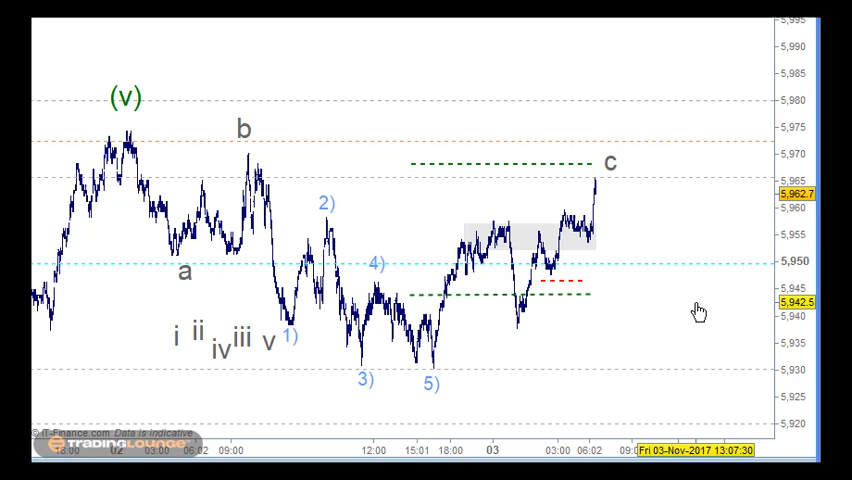 5,995
5,990
(v)
5,985
5,980
b
5,975
5,970
c
5,965
5,962.7
2)
5,960
5,955
a
4)
5,950
5,945
5,942.5
i ii iii iv v 1)
5,940
5,935
3) 5)
5,930
5,925
5,920
© IT-Finance.com Data is indicative
TRADINGLOUNGE
18:00 02 03:00 06:02 09:00 12:00 15:01 18:00 03 03:00 06:02 Fri 03-Nov-2017 13:07:30